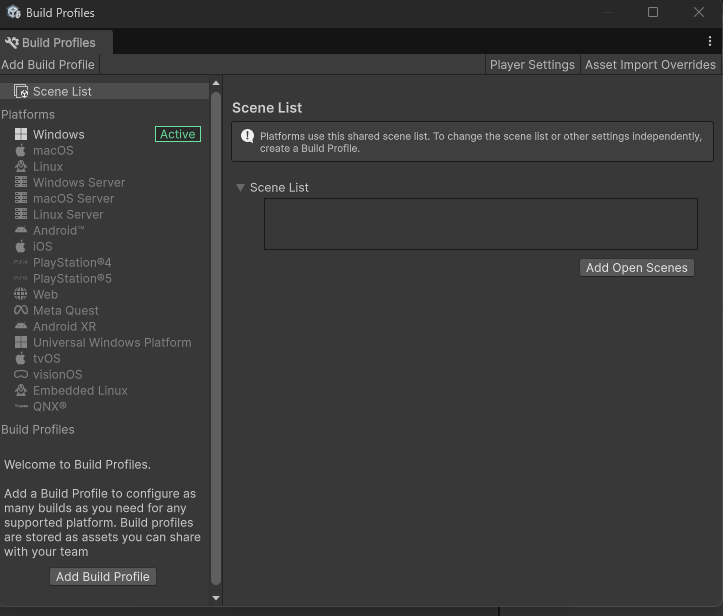 Build Profiles
Build Profiles
Add Build Profile
Player Settings
Asset Import Overrides
Scene List
Platforms
Windows
Active
macOS
Linux
Windows Server
macOS Server
Linux Server
Android™
iOS
PlayStation®4
PlayStation®5
Web
Meta Quest
Android XR
Universal Windows Platform
tvOS
visionOS
Embedded Linux
QNX®
Build Profiles
Welcome to Build Profiles.
Add a Build Profile to configure as
many builds as you need for any
supported platform. Build profiles
are stored as assets you can share
with your team
Add Build Profile
Scene List
Platforms use this shared scene list. To change the scene list or other settings independently,
create a Build Profile.
Scene List
Add Open Scenes